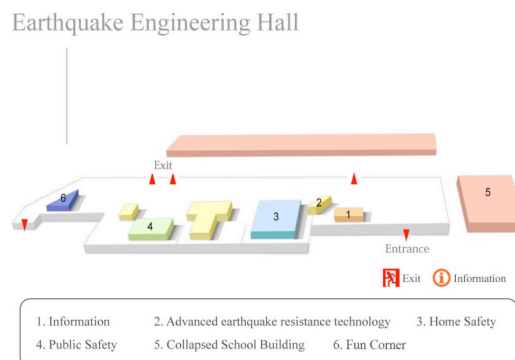 Earthquake Engineering Hall
Exit
6
4
3
2
1
5
Entrance
Exit
Information
1. Information 2. Advanced earthquake resistance technology 3. Home Safety
4. Public Safety 5. Collapsed School Building 6. Fun Corner